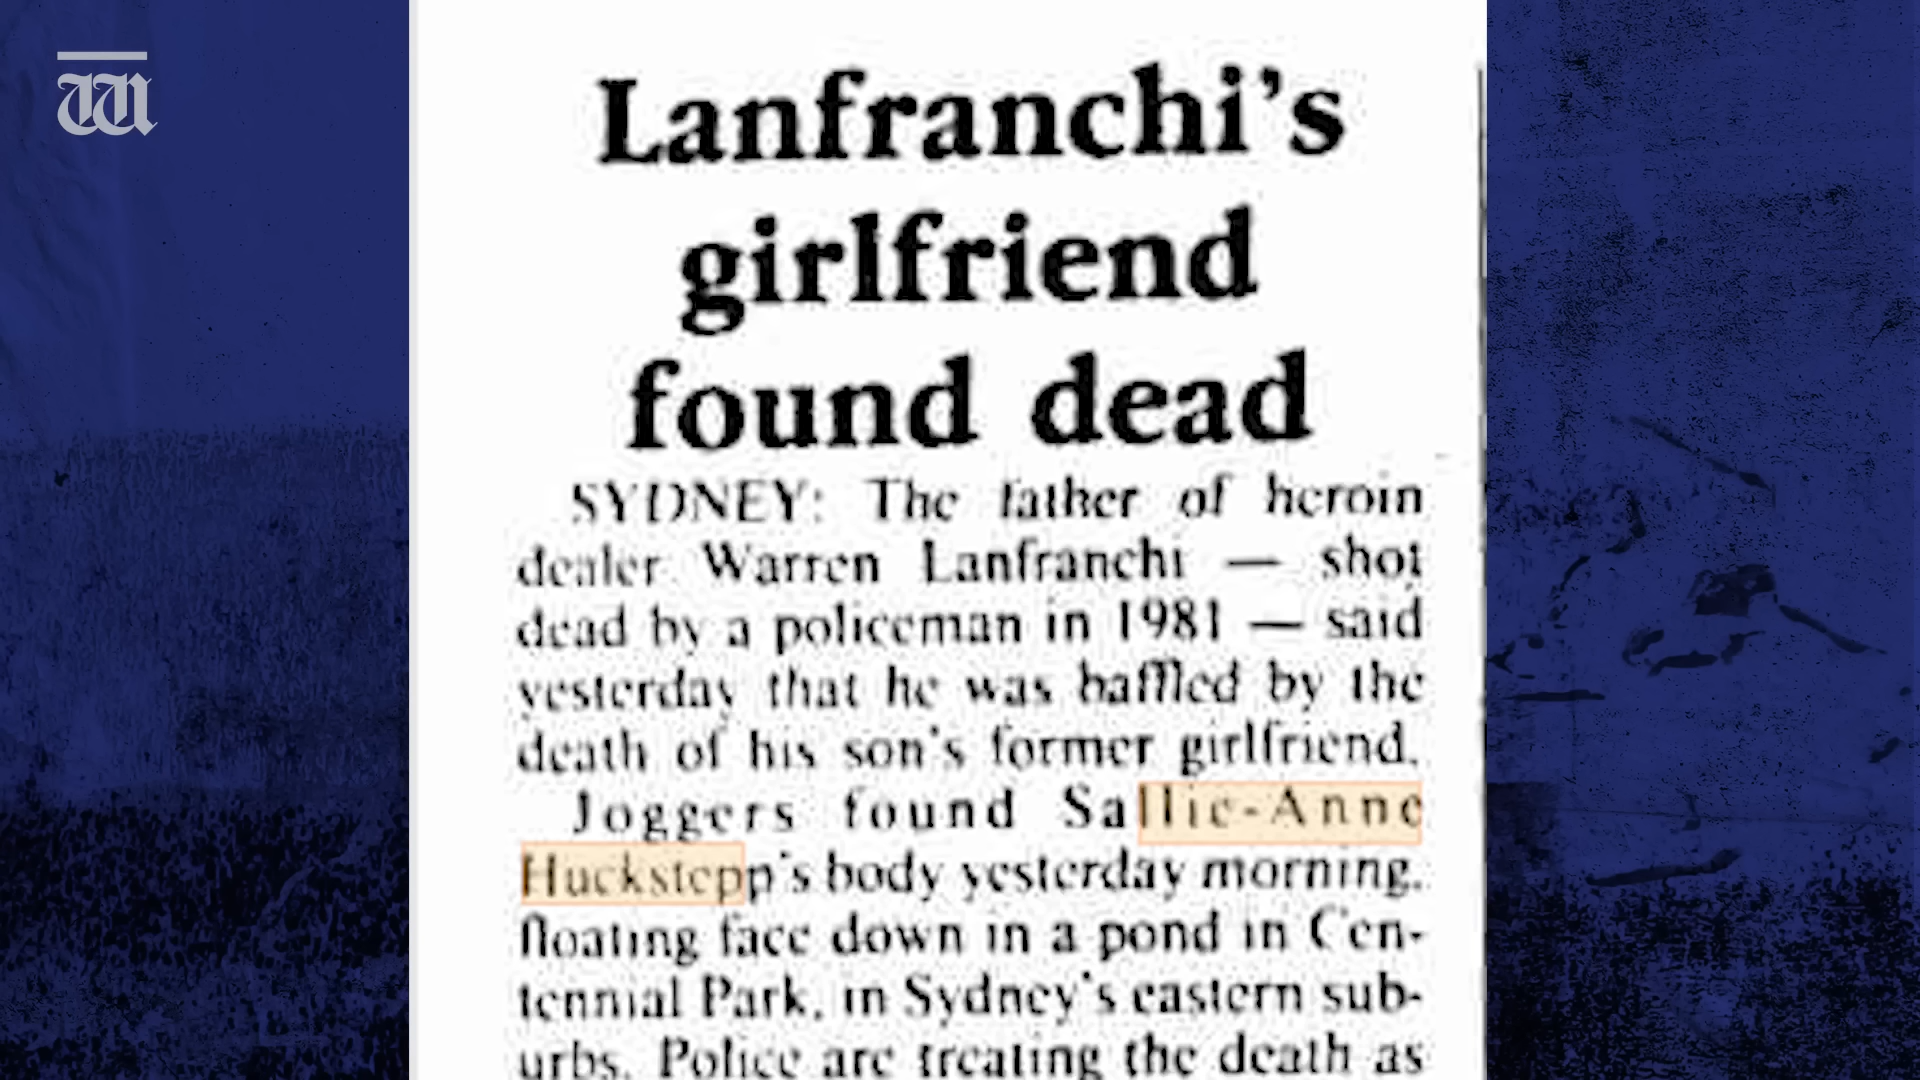 W
Lanfranchi's
girlfriend
found dead
SYDNEY: The father of heroin
dealer Warren Lanfranchi — shot
dead by a policeman in 1981 — said
yesterday that he was baffled by the
death of his son's former girlfriend.
Joggers found Sallie-Anne
Huckstepp's body yesterday morning,
floating face down in a pond in Cen-
tennial Park, in Sydney's eastern sub-
urbs. Police are treating the death as